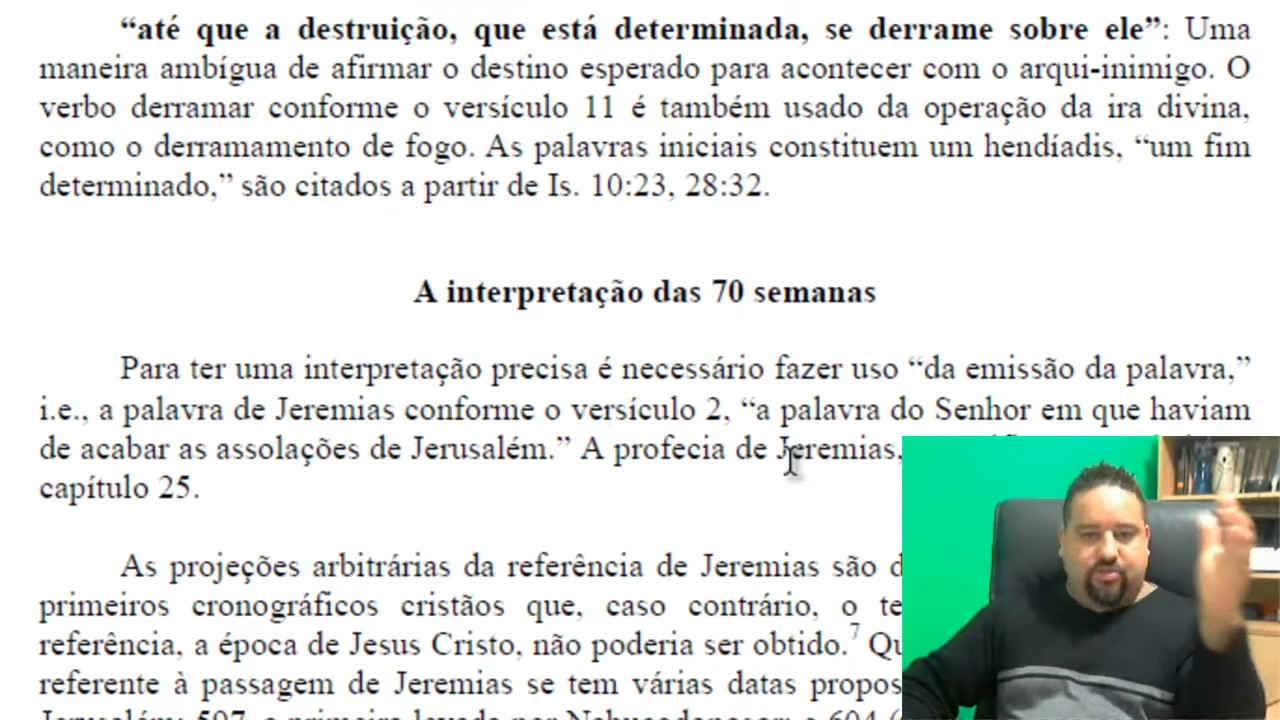 “até que a destruição, que está determinada, se derrame sobre ele”: Uma
maneira ambígua de afirmar o destino esperado para acontecer com o arqui-inimigo. O
verbo derramar conforme o versículo 11 é também usado da operação da ira divina,
como o derramamento de fogo. As palavras iniciais constituem um hendíadis, “um fim
determinado,” são citados a partir de Is. 10:23, 28:32.
A interpretação das 70 semanas
Para ter uma interpretação precisa é necessário fazer uso “da emissão da palavra,”
i.e., a palavra de Jeremias conforme o versículo 2, “a palavra do Senhor em que haviam
de acabar as assolações de Jerusalém.” A profecia de Jeremias,
capítulo 25.
As projeções arbitrárias da referência de Jeremias são
primeiros cronográficos cristãos que, caso contrário, o
referência, a época de Jesus Cristo, não poderia ser obtido.7
referente à passagem de Jeremias se tem várias datas